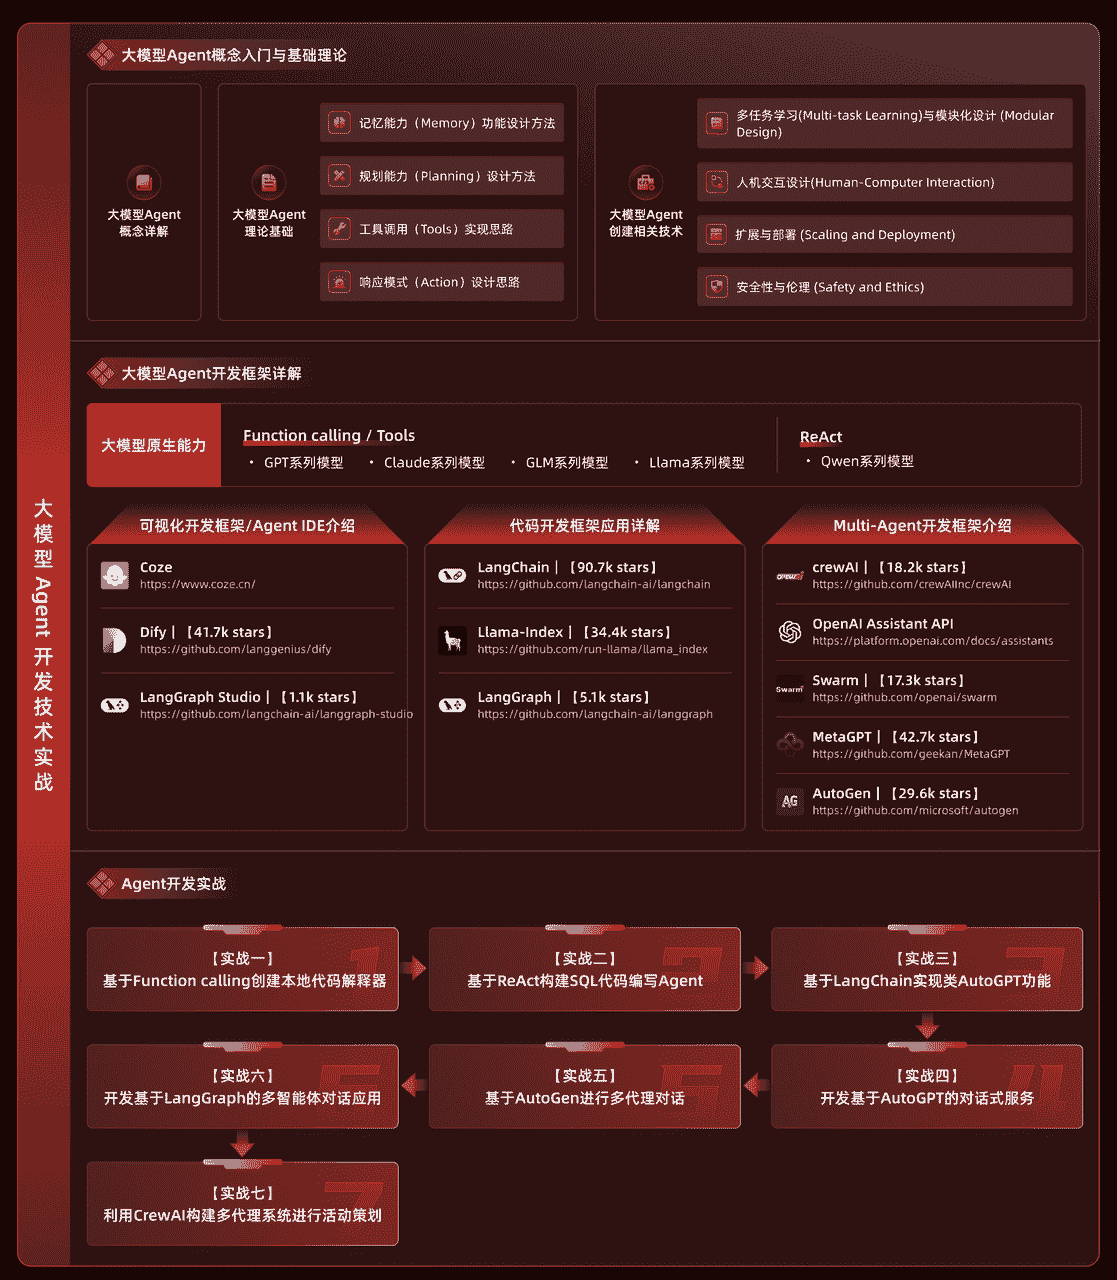 大模型 Agent 开发技术实战
大模型Agent概念入门与基础理论
大模型Agent
概念详解
大模型Agent
理论基础
记忆能力（Memory）功能设计方法
规划能力（Planning）设计方法
工具调用（Tools）实现思路
响应模式（Action）设计思路
大模型Agent
创建相关技术
多任务学习(Multi-task Learning)与模块化设计 (Modular
Design)
人机交互设计(Human-Computer Interaction)
扩展与部署 (Scaling and Deployment)
安全性与伦理 (Safety and Ethics)
大模型Agent开发框架详解
大模型原生能力
Function calling / Tools
• GPT系列模型 • Claude系列模型 • GLM系列模型 • Llama系列模型
ReAct
• Qwen系列模型
可视化开发框架/Agent IDE介绍
Coze
https://www.coze.cn/
Dify |【41.7k stars】
https://github.com/langgenius/dify
LangGraph Studio |【1.1k stars】
https://github.com/langchain-ai/langgraph-studio
代码开发框架应用详解
LangChain |【90.7k stars】
https://github.com/langchain-ai/langchain
Llama-Index |【34.4k stars】
https://github.com/run-llama/llama_index
LangGraph |【5.1k stars】
https://github.com/langchain-ai/langgraph
Multi-Agent开发框架介绍
crewAI |【18.2k stars】
https://github.com/crewAIInc/crewAI
OpenAI Assistant API
https://platform.openai.com/docs/assistants
Swarm
Swarm |【17.3k stars】
https://github.com/openai/swarm
MetaGPT |【42.7k stars】
https://github.com/geekan/MetaGPT
AG
AutoGen |【29.6k stars】
https://github.com/microsoft/autogen
Agent开发实战
1
【实战一】
基于Function calling创建本地代码解释器
2
【实战二】
基于ReAct构建SQL代码编写Agent
3
【实战三】
基于LangChain实现类AutoGPT功能
4
【实战四】
开发基于AutoGPT的对话式服务
5
【实战五】
基于AutoGen进行多代理对话
6
【实战六】
开发基于LangGraph的多智能体对话应用
7
【实战七】
利用CrewAI构建多代理系统进行活动策划